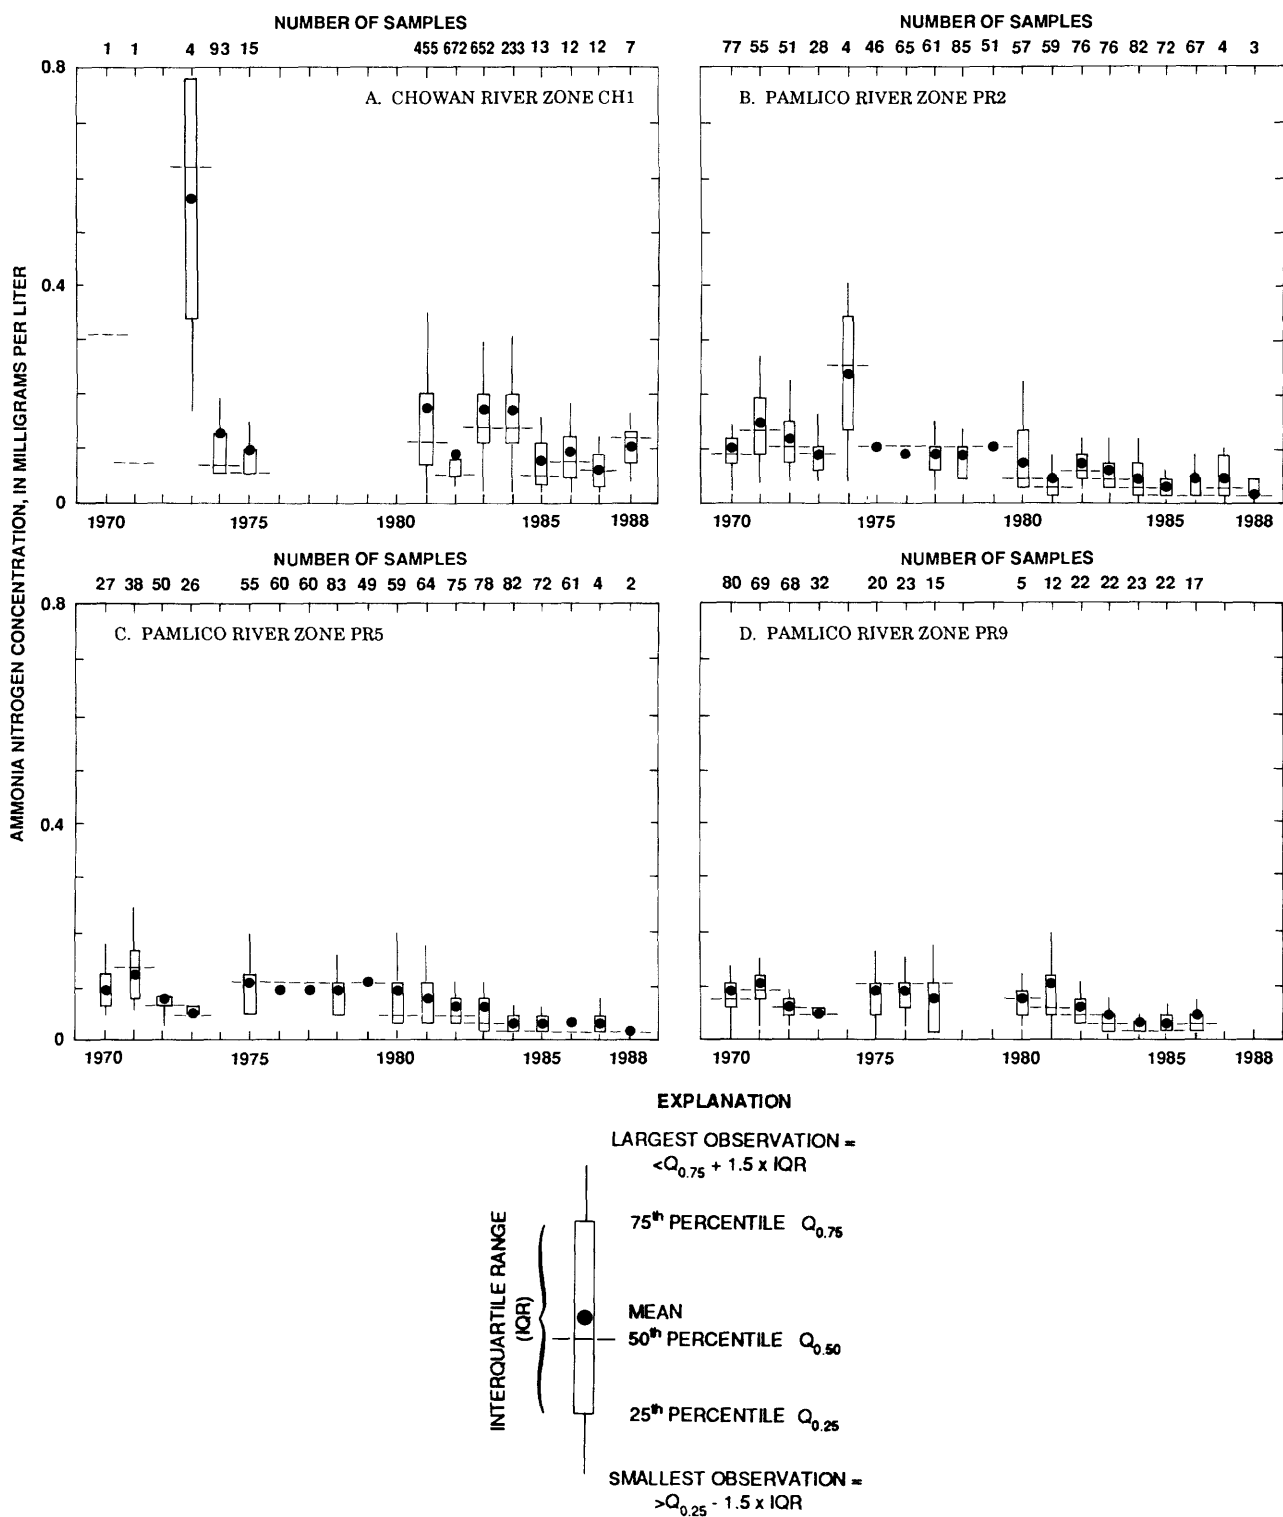 NUMBER OF SAMPLES
1 1 4 93 15 455 672 652 233 13 12 12 7
0.8
A. CHOWAN RIVER ZONE CH1
0.4
0
1970 1975 1980 1985 1988
NUMBER OF SAMPLES
77 55 51 28 4 46 65 61 85 51 57 59 76 76 82 72 67 4 3
B. PAMLICO RIVER ZONE PR2
1970 1975 1980 1985 1988
AMMONIA NITROGEN CONCENTRATION, IN MILLIGRAMS PER LITER
NUMBER OF SAMPLES
27 38 50 26 55 60 60 83 49 59 64 75 78 82 72 61 4 2
0.8
C. PAMLICO RIVER ZONE PR5
0.4
0
1970 1975 1980 1985 1988
NUMBER OF SAMPLES
80 69 68 32 20 23 15 5 12 22 22 23 22 17
D. PAMLICO RIVER ZONE PR9
1970 1975 1980 1985 1988
EXPLANATION
LARGEST OBSERVATION =
<Q0.75 + 1.5 x IQR
75th PERCENTILE Q0.75
INTERQUARTILE RANGE
(IQR)
MEAN
50th PERCENTILE Q0.50
25th PERCENTILE Q0.25
SMALLEST OBSERVATION =
>Q0.25 - 1.5 x IQR